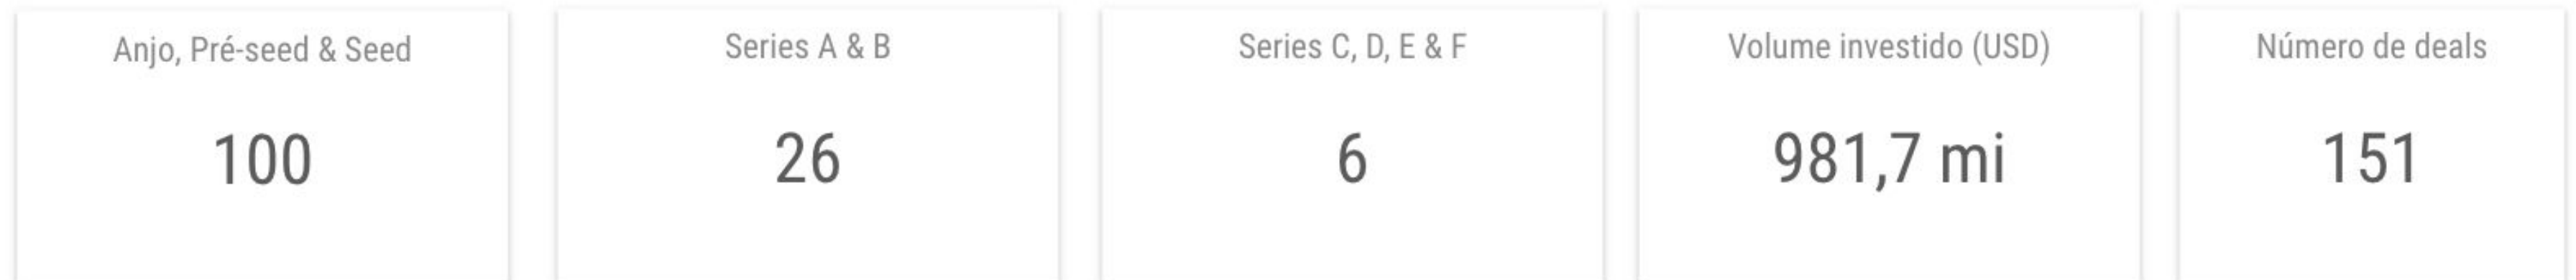 Anjo, Pré-seed & Seed
100
Series A & B
26
Series C, D, E & F
6
Volume investido (USD)
981,7 mi
Número de deals
151